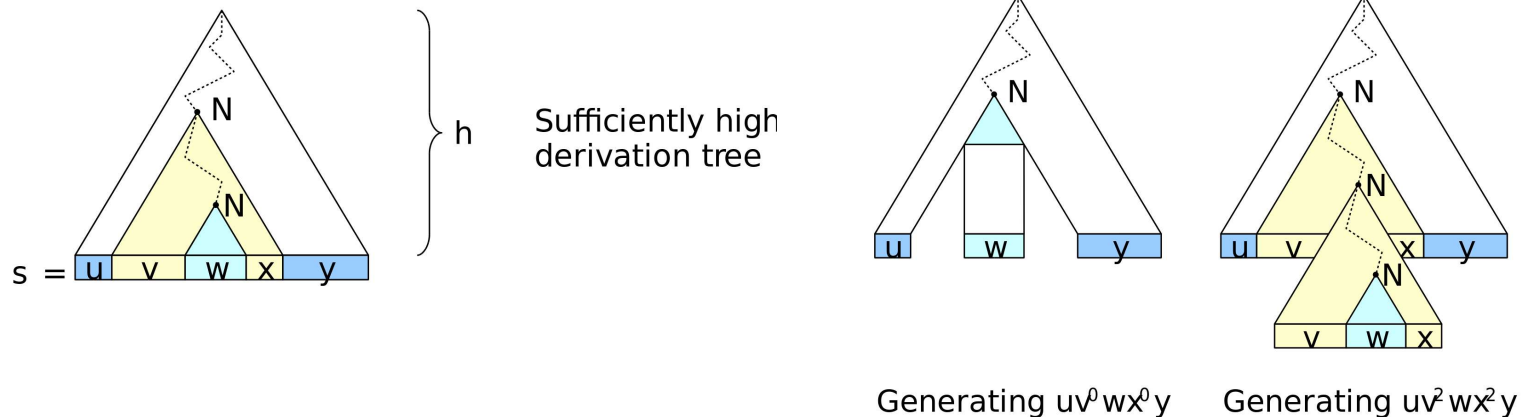 N
N
h
Sufficiently high
derivation tree
s = u v w x y
N
u w y
Generating uv⁰wx⁰y
N
N
N
u v x y
v w x
Generating uv²wx²y